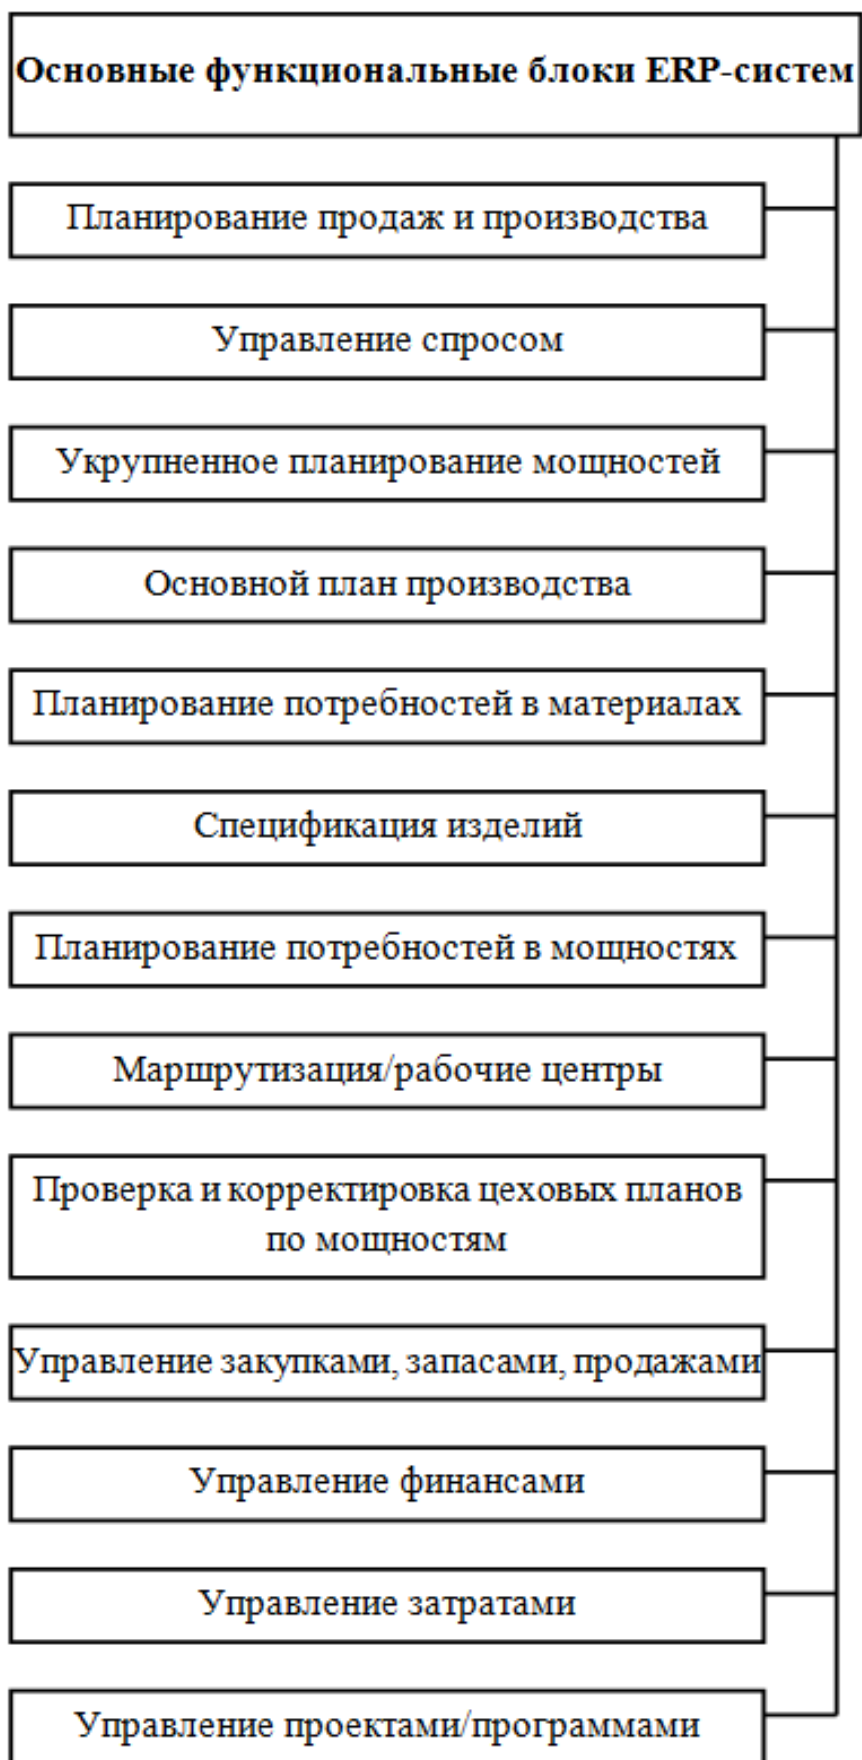 Основные функциональные блоки ERP-систем
Планирование продаж и производства
Управление спросом
Укрупненное планирование мощностей
Основной план производства
Планирование потребностей в материалах
Спецификация изделий
Планирование потребностей в мощностях
Маршрутизация/рабочие центры
Проверка и корректировка цеховых планов
по мощностям
Управление закупками, запасами, продажами
Управление финансами
Управление затратами
Управление проектами/программами